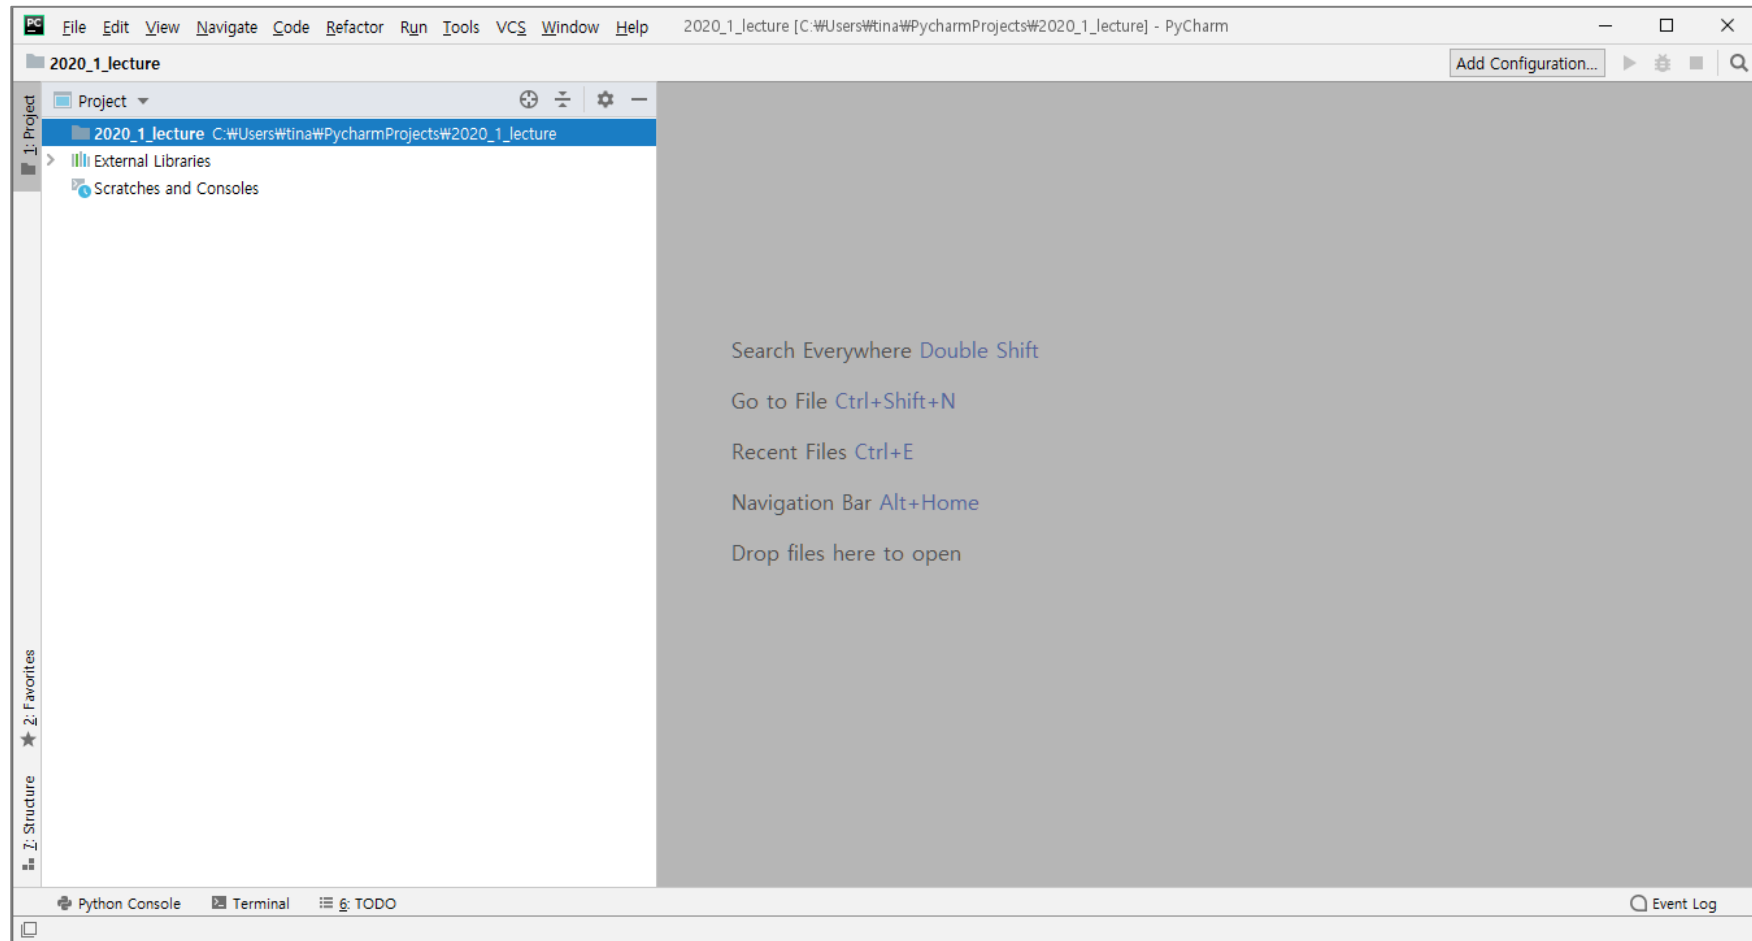 PC File Edit View Navigate Code Refactor Run Tools VCS Window Help 2020_1_lecture [C:₩Users₩tina₩PycharmProjects₩2020_1_lecture] - PyCharm
2020_1_lecture Add Configuration...
1: Project
Project
2020_1_lecture C:₩Users₩tina₩PycharmProjects₩2020_1_lecture
External Libraries
Scratches and Consoles
Search Everywhere Double Shift
Go to File Ctrl+Shift+N
Recent Files Ctrl+E
Navigation Bar Alt+Home
Drop files here to open
2: Favorites
7: Structure
Python Console Terminal 6: TODO Event Log